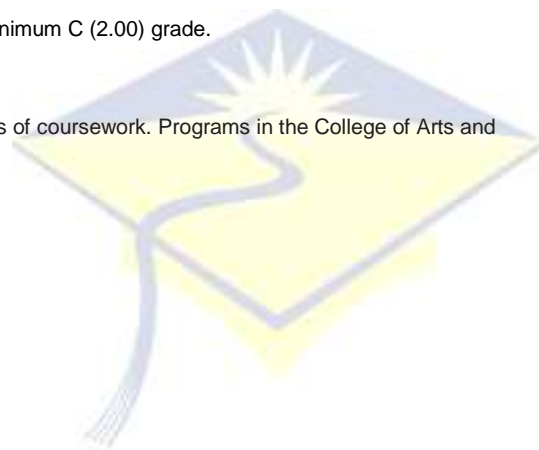 nimum C (2.00) grade.
s of coursework. Programs in the College of Arts and